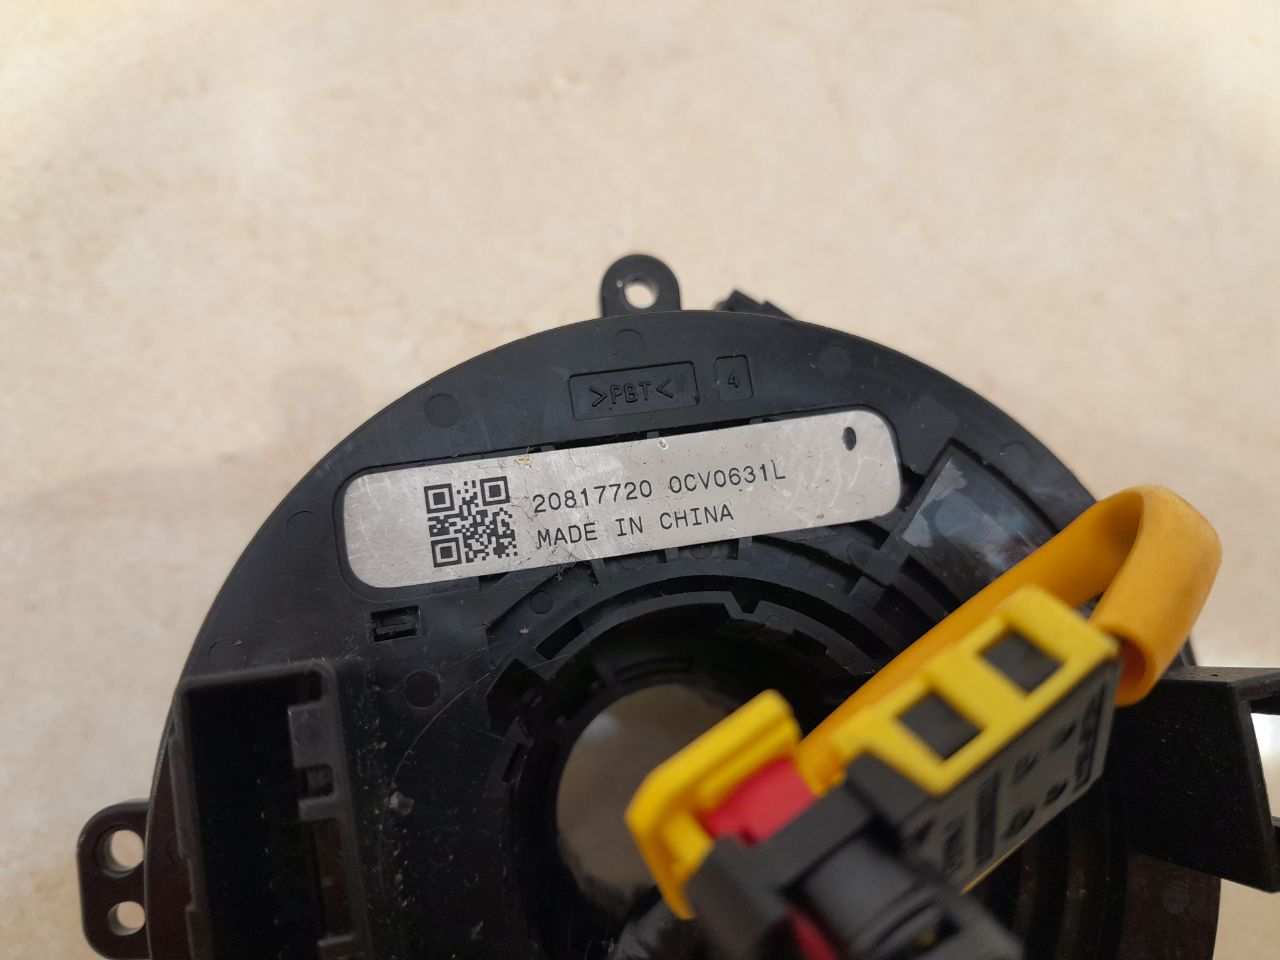 >PBT< 4
20817720 0CV0631L
MADE IN CHINA